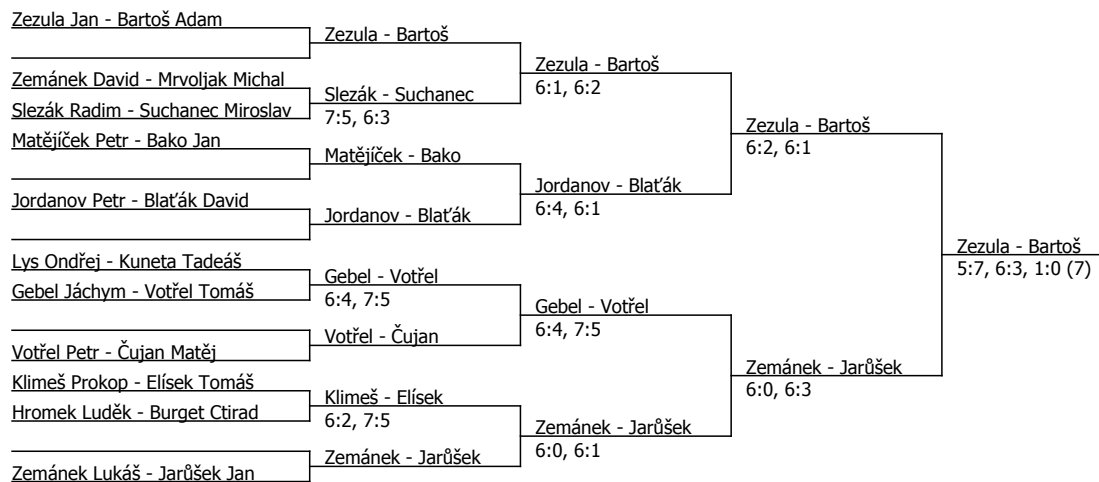 Zezula Jan - Bartoš Adam
Zemánek David - Mrvoljak Michal
Slezák Radim - Suchanec Miroslav
Matějíček Petr - Bako Jan
Jordanov Petr - Blaťák David
Lys Ondřej - Kuneta Tadeáš
Gebel Jáchym - Votřel Tomáš
Votřel Petr - Čujan Matěj
Klimeš Prokop - Elísek Tomáš
Hromek Luděk - Burget Ctirad
Zemánek Lukáš - Jarůšek Jan
Zezula - Bartoš
Slezák - Suchanec
7:5, 6:3
Matějíček - Bako
Jordanov - Blaťák
Gebel - Votřel
6:4, 7:5
Votřel - Čujan
Klimeš - Elísek
6:2, 7:5
Zemánek - Jarůšek
Zezula - Bartoš
6:1, 6:2
Jordanov - Blaťák
6:4, 6:1
Gebel - Votřel
6:4, 7:5
Zemánek - Jarůšek
6:0, 6:1
Zezula - Bartoš
6:2, 6:1
Zemánek - Jarůšek
6:0, 6:3
Zezula - Bartoš
5:7, 6:3, 1:0 (7)